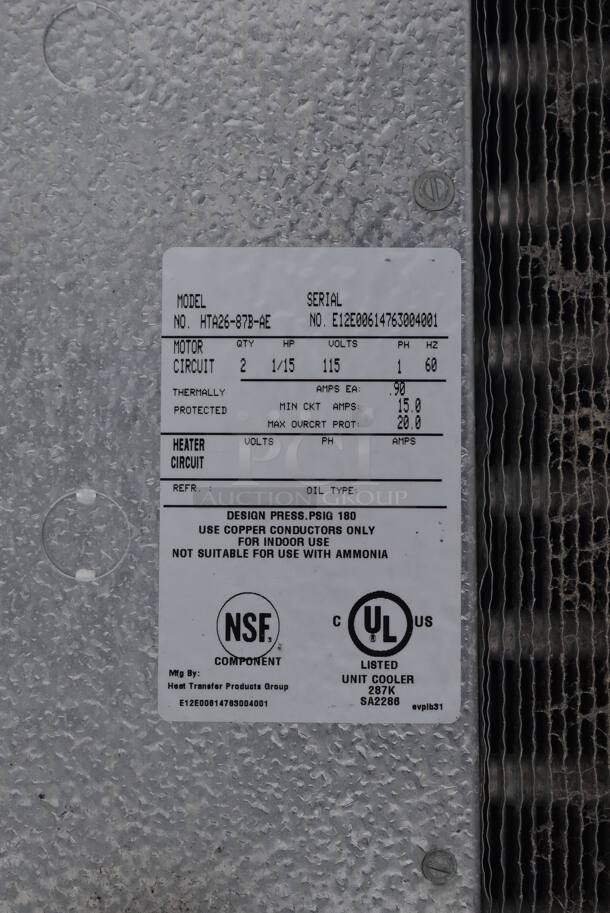 MODEL SERIAL
NO. HTA26-87B-AE NO. E12E00614763004001
MOTOR QTY HP VOLTS PH HZ
CIRCUIT 2 1/15 115 1 60
THERMALLY AMPS EA: .90
PROTECTED MIN CKT AMPS: 15.0
MAX OVRCRT PROT: 20.0
HEATER VOLTS PH AMPS
CIRCUIT
REFR. : OIL TYPE:
PCI
AUCTION GROUP
DESIGN PRESS.PSIG 180
USE COPPER CONDUCTORS ONLY
FOR INDOOR USE
NOT SUITABLE FOR USE WITH AMMONIA
NSF.
COMPONENT
C UL US
LISTED
UNIT COOLER
287K
SA2286
Mfg By:
Heat Transfer Products Group
E12E00614763004001 evplb31